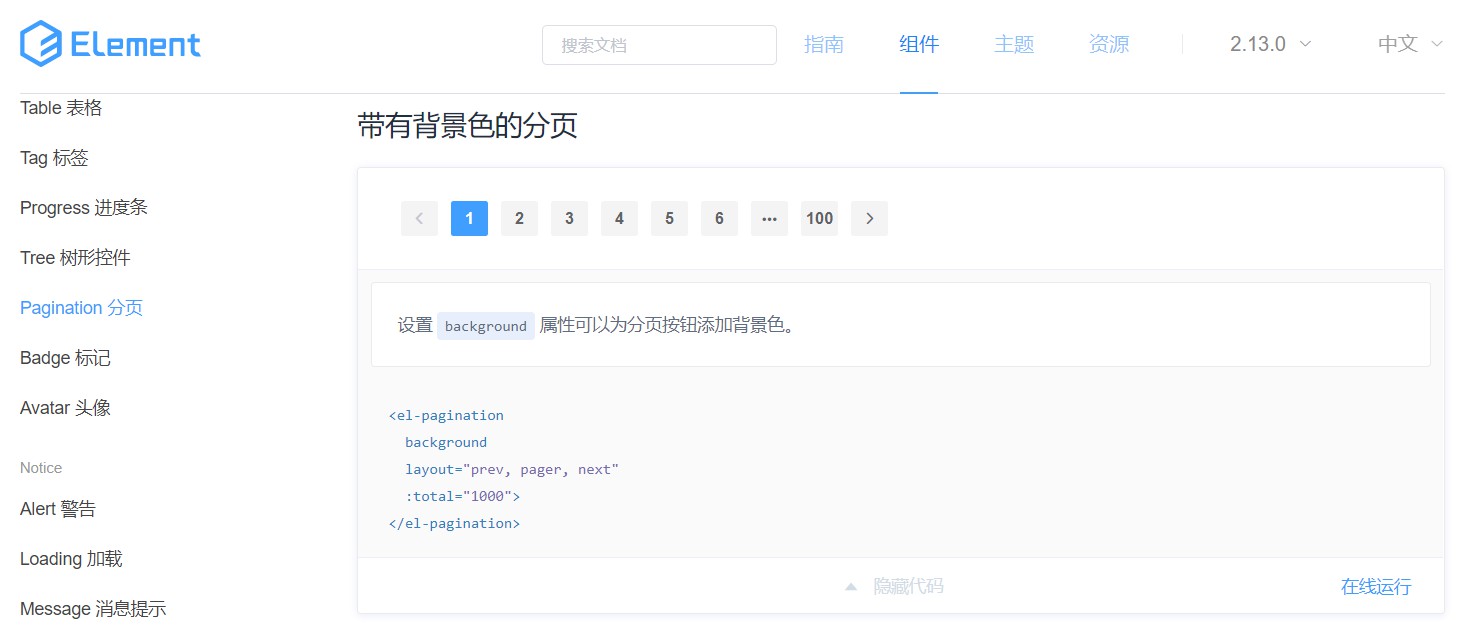 Element
搜索文档
指南
组件
主题
资源
2.13.0
中文
Table 表格
Tag 标签
Progress 进度条
Tree 树形控件
Pagination 分页
Badge 标记
Avatar 头像
Notice
Alert 警告
Loading 加载
Message 消息提示
带有背景色的分页
1 2 3 4 5 6 ••• 100
设置 background 属性可以为分页按钮添加背景色。
<el-pagination
  background
  layout="prev, pager, next"
  :total="1000">
</el-pagination>
隐藏代码
在线运行